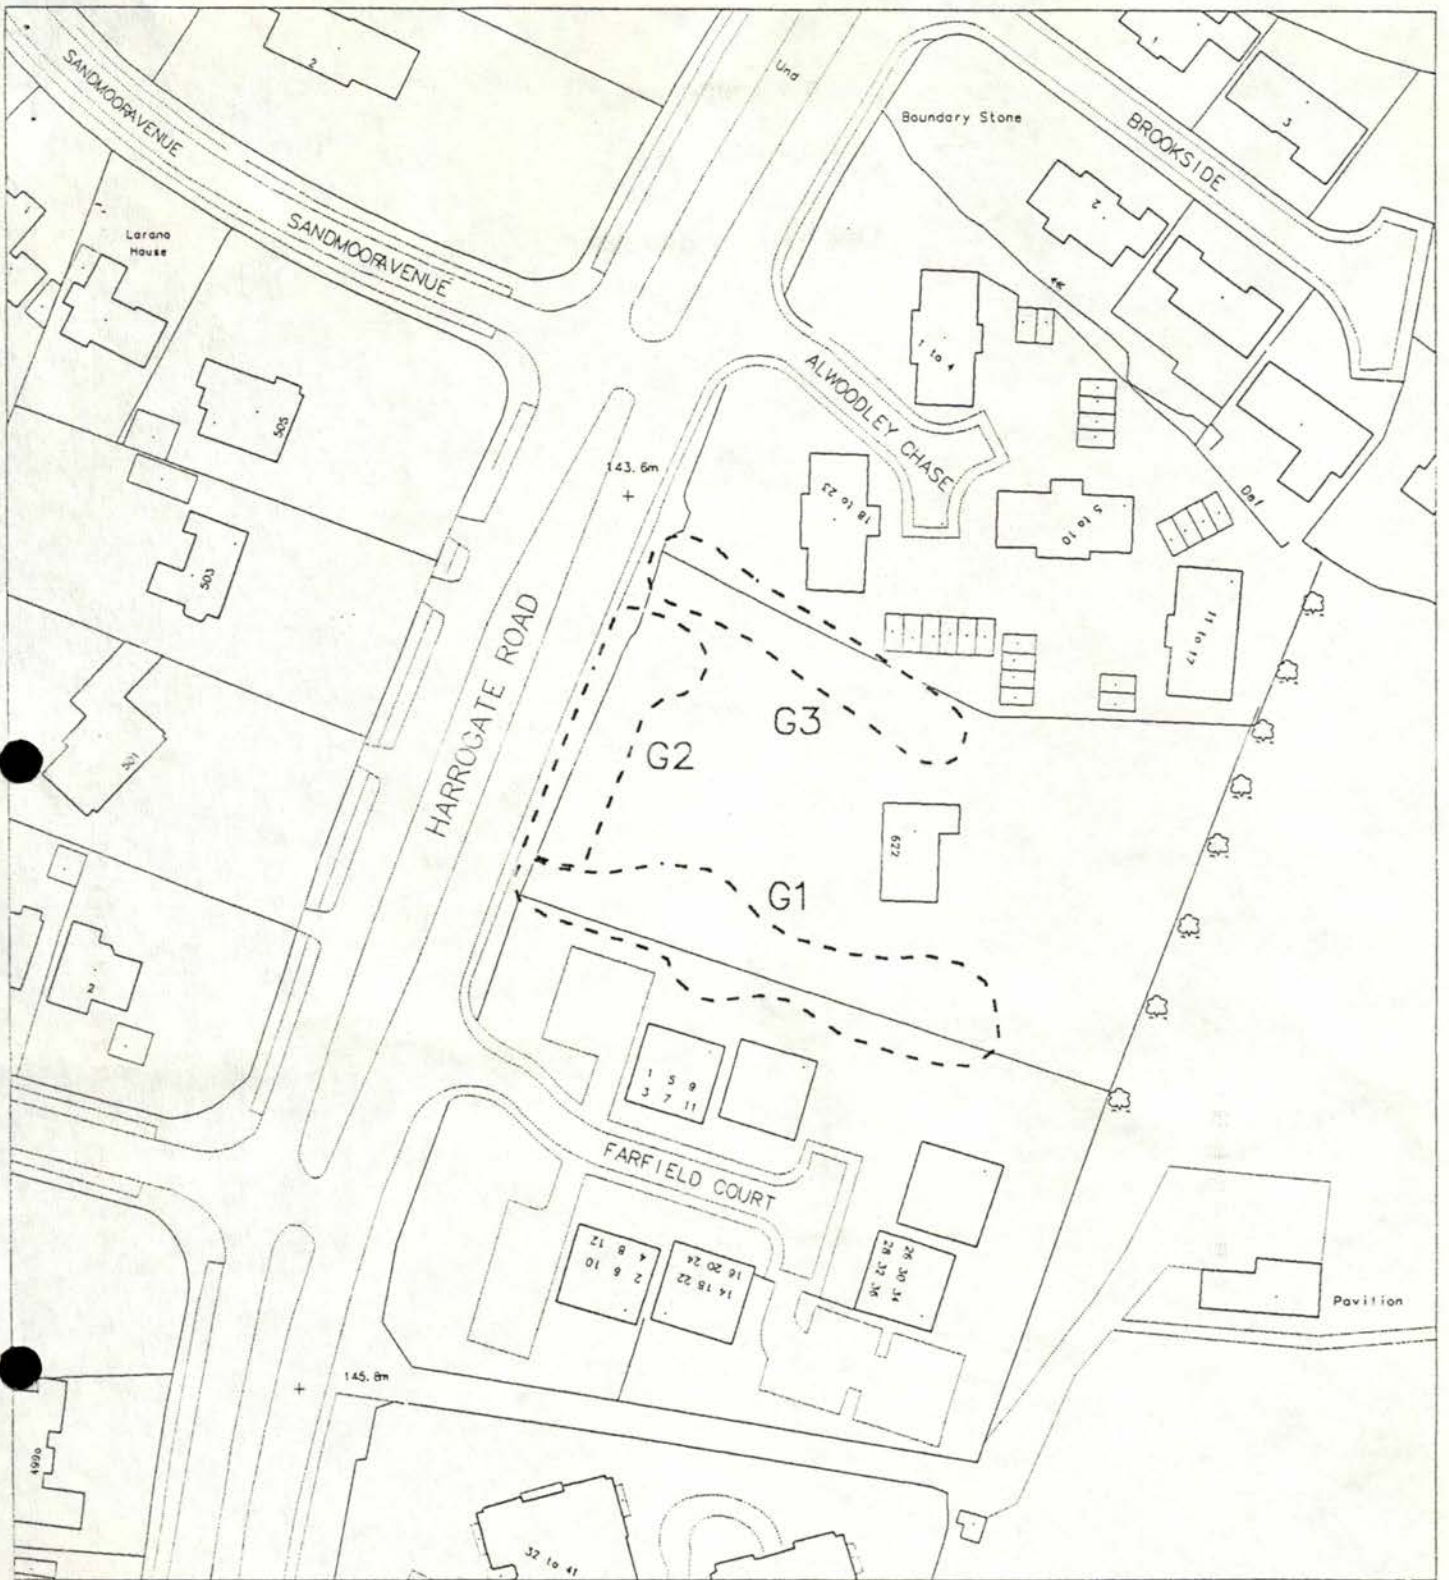 SANDMOOR AVENUE
2
Und
Boundary Stone
BROOKSIDE
1
3
2
SANDMOOR AVENUE
Larano
House
1
1 to 4
ALWOODLEY CHASE
505
143.6m
18 to 23
5 to 10
Def
503
HARROGATE ROAD
11 to 17
G3
G2
501
622
G1
2
1 5 9
3 7 11
FARFIELD COURT
4 8 12
2 6 10
16 20 24
14 18 22
26 30 34
28 32 36
Pavilion
145.8m
499a
32 to 41